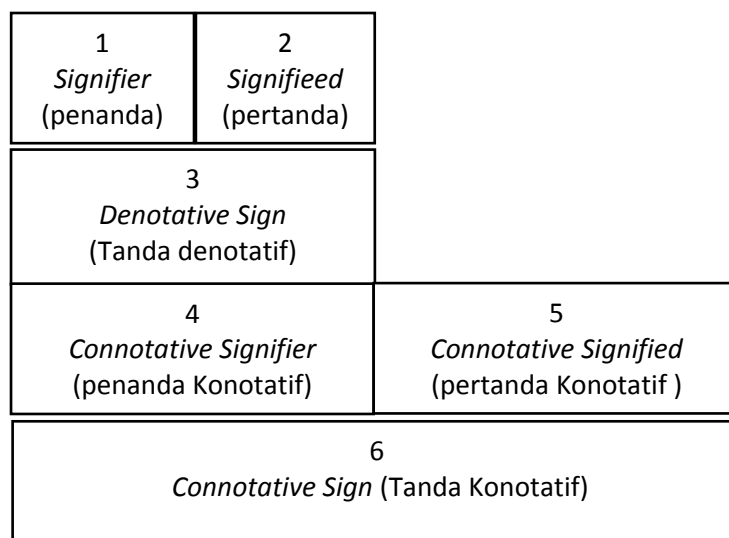 1
Signifier
(penanda)
2
Signifieed
(pertanda)
3
Denotative Sign
(Tanda denotatif)
4
Connotative Signifier
(penanda Konotatif)
5
Connotative Signified
(pertanda Konotatif )
6
Connotative Sign (Tanda Konotatif)